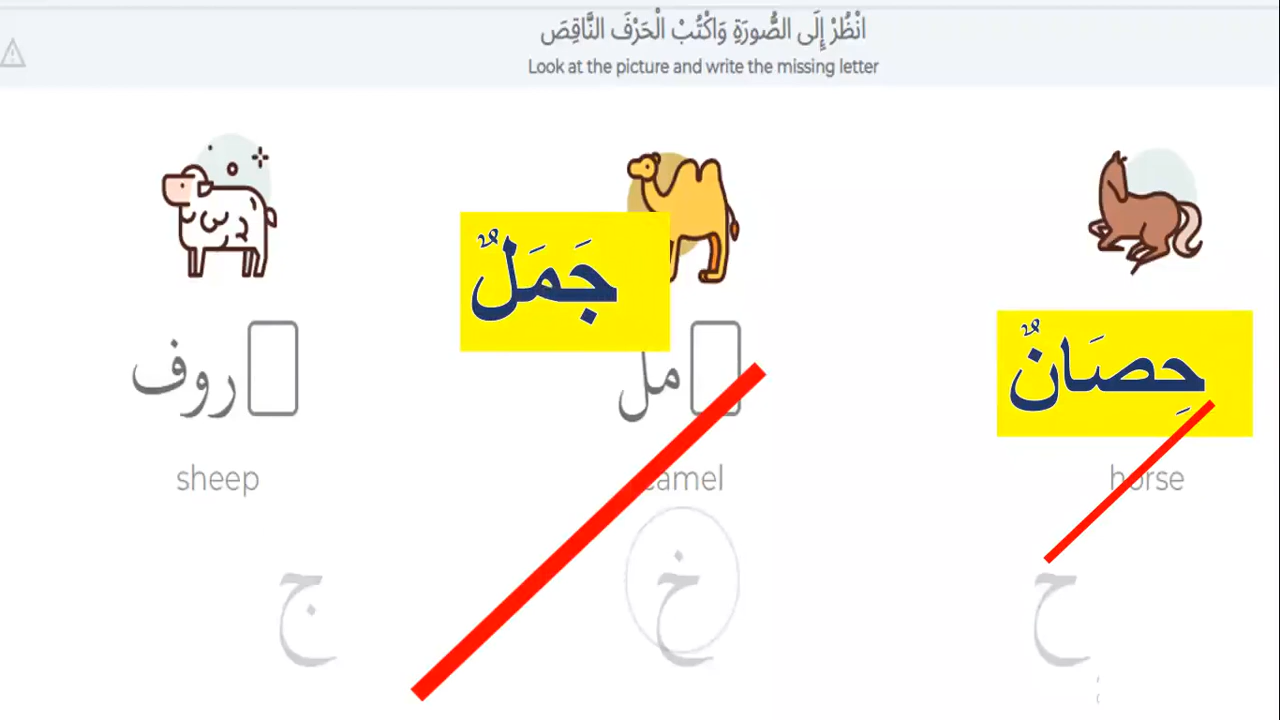 انْظُرْ إِلَى الصُّورَةِ وَاكْتُبْ الْحَرْفَ النَّاقِصَ
Look at the picture and write the missing letter
جَمَلٌ
حِصَانٌ
مل
روف
horse
camel
sheep
ح
خ
ج